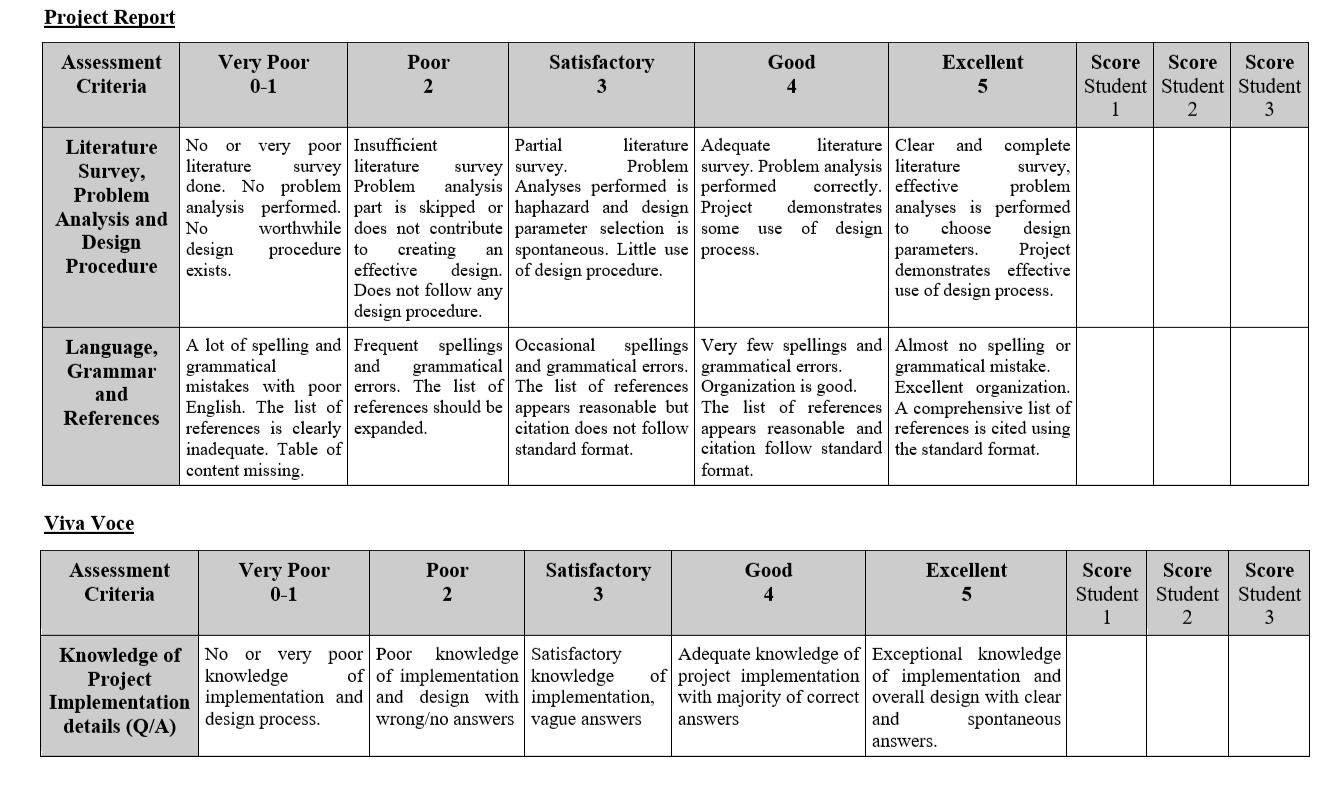 Project Report
Assessment
Criteria
Very Poor
0-1
Poor
2
Satisfactory
3
Good
4
Excellent
5
Score
Student
1
Score
Student
2
Score
Student
3
Literature
Survey,
Problem
Analysis and
Design
Procedure
No or very poor
literature survey
done. No problem
analysis performed.
No worthwhile
design procedure
exists.
Insufficient
literature survey
Problem analysis
part is skipped or
does not contribute
to creating an
effective design.
Does not follow any
design procedure.
Partial literature
survey. Problem
Analyses performed is
haphazard and design
parameter selection is
spontaneous. Little use
of design procedure.
Adequate literature
survey. Problem analysis
performed correctly.
Project demonstrates
some use of design
process.
Clear and complete
literature survey,
effective problem
analyses is performed
to choose design
parameters. Project
demonstrates effective
use of design process.
Language,
Grammar
and
References
A lot of spelling and
grammatical
mistakes with poor
English. The list of
references is clearly
inadequate. Table of
content missing.
Frequent spellings
and grammatical
errors. The list of
references should be
expanded.
Occasional spellings
and grammatical errors.
The list of references
appears reasonable but
citation does not follow
standard format.
Very few spellings and
grammatical errors.
Organization is good.
The list of references
appears reasonable and
citation follow standard
format.
Almost no spelling or
grammatical mistake.
Excellent organization.
A comprehensive list of
references is cited using
the standard format.
Viva Voce
Assessment
Criteria
Very Poor
0-1
Poor
2
Satisfactory
3
Good
4
Excellent
5
Score
Student
1
Score
Student
2
Score
Student
3
Knowledge of
Project
Implementation
details (Q/A)
No or very poor
knowledge of
implementation and
design process.
Poor knowledge
of implementation
and design with
wrong/no answers
Satisfactory
knowledge of
implementation,
vague answers
Adequate knowledge of
project implementation
with majority of correct
answers
Exceptional knowledge
of implementation and
overall design with clear
and spontaneous
answers.